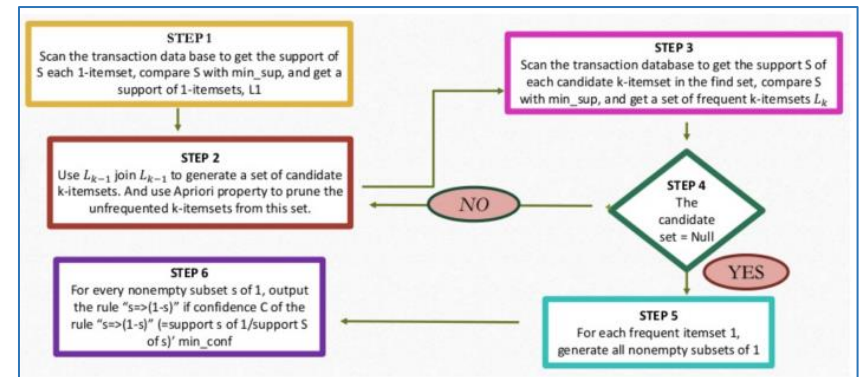 STEP 1
Scan the transaction data base to get the support of
S each 1-itemset, compare S with min_sup, and get a
support of 1-itemsets, L1
STEP 2
Use Lₖ₋₁ join Lₖ₋₁ to generate a set of candidate
k-itemsets. And use Apriori property to prune the
unfrequented k-itemsets from this set.
STEP 3
Scan the transaction database to get the support S of
each candidate k-itemset in the find set, compare S
with min_sup, and get a set of frequent k-itemsets Lₖ
STEP 4
The
candidate
set = Null
NO
YES
STEP 5
For each frequent itemset 1,
generate all nonempty subsets of 1
STEP 6
For every nonempty subset s of 1, output
the rule “s=>(1-s)” if confidence C of the
rule “s=>(1-s)” (=support s of 1/support S
of s)’ min_conf